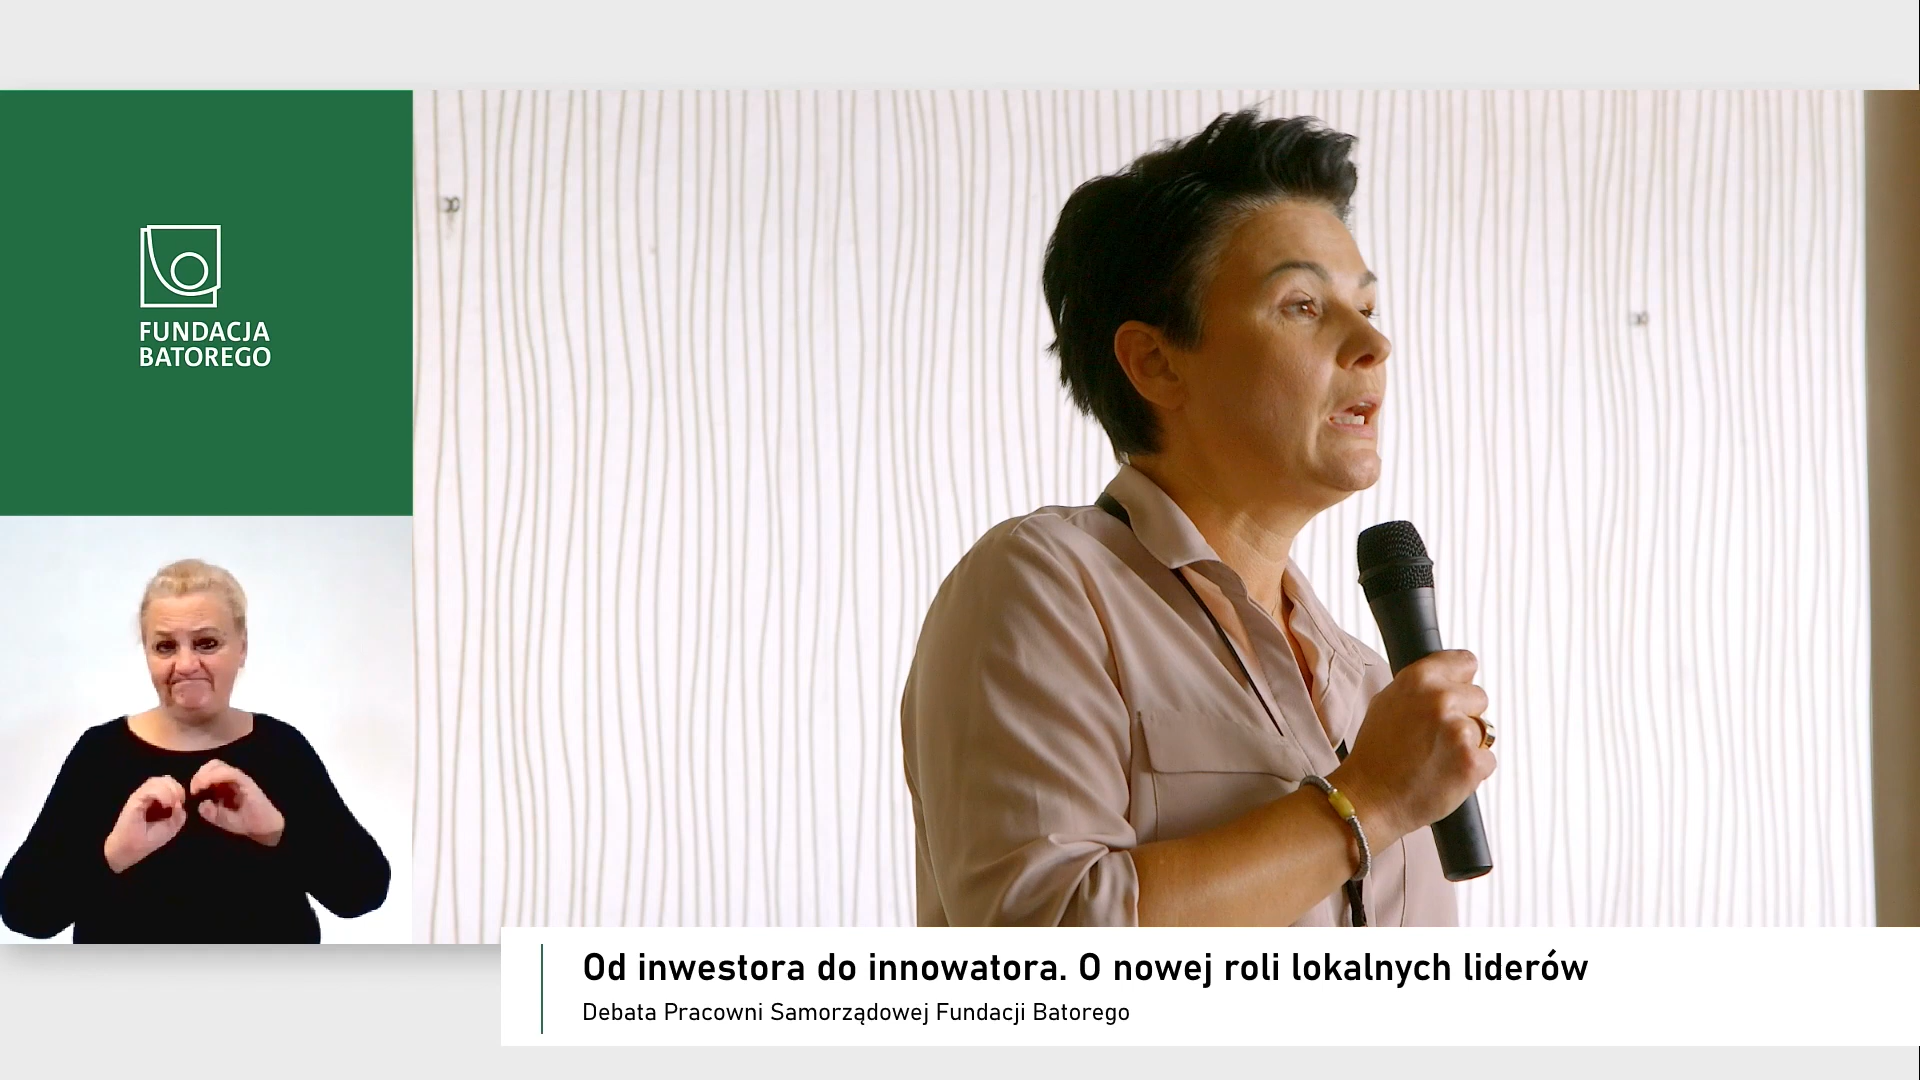 FUNDACJA
BATOREGO
Od inwestora do innowatora. O nowej roli lokalnych liderów
Debata Pracowni Samorządowej Fundacji Batorego